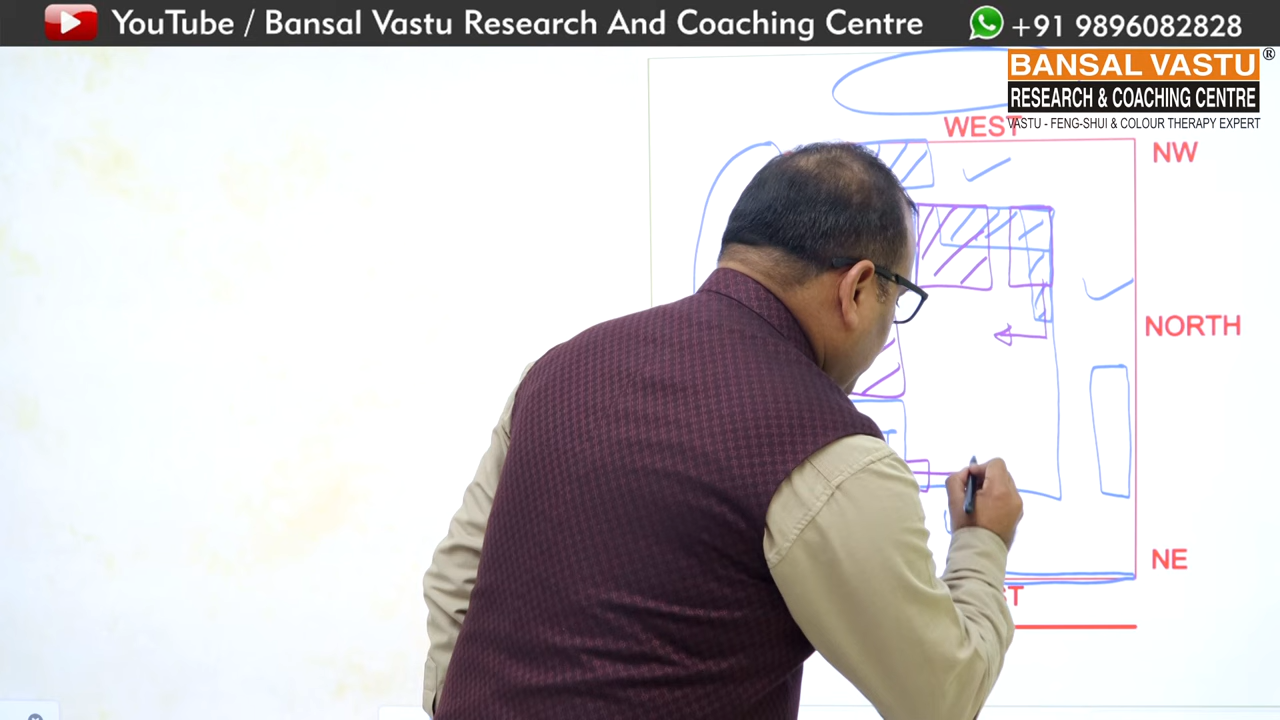 YouTube / Bansal Vastu Research And Coaching Centre
+91 9896082828
BANSAL VASTU ®
RESEARCH & COACHING CENTRE
VASTU - FENG-SHUI & COLOUR THERAPY EXPERT
WEST
NW
NORTH
NE